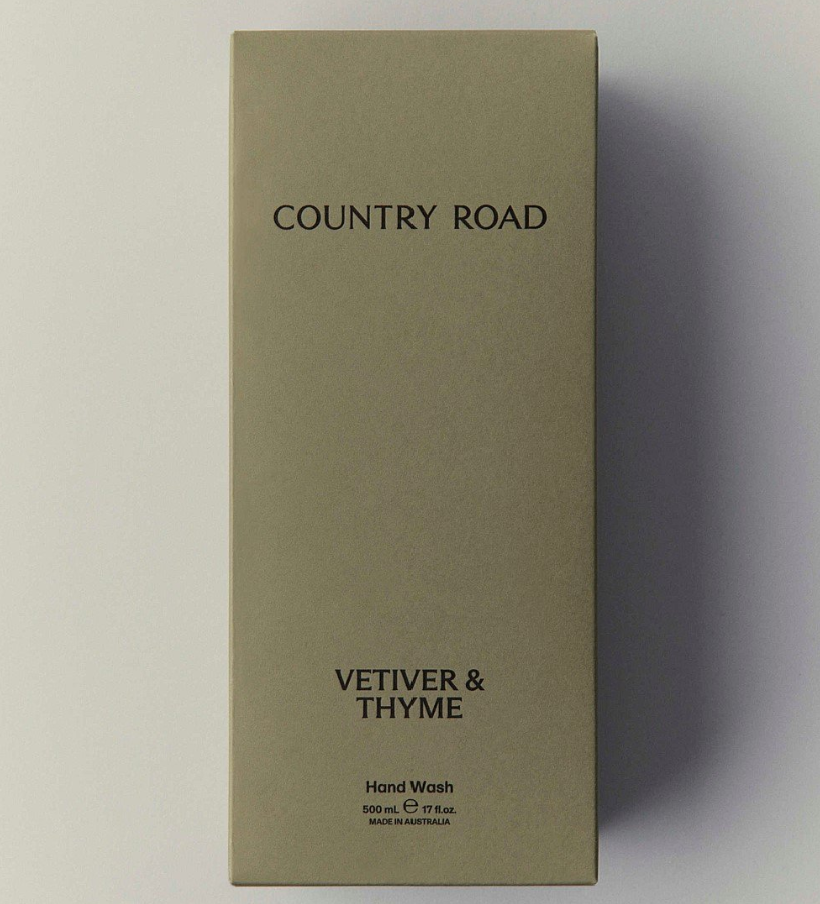 COUNTRY ROAD
VETIVER &
THYME
Hand Wash
500 mL ℮ 17 fl.oz.
MADE IN AUSTRALIA